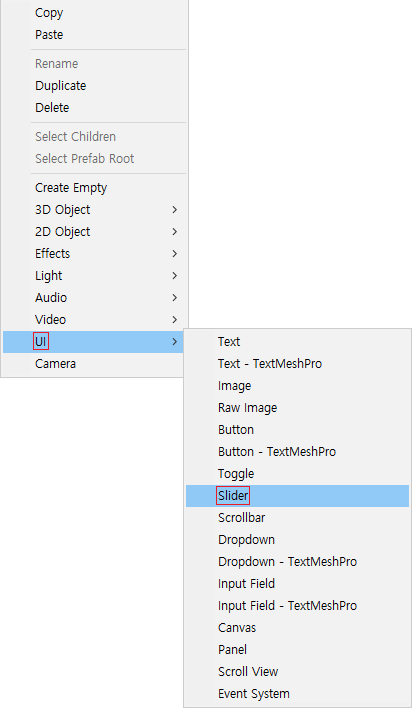 Copy
Paste
Rename
Duplicate
Delete
Select Children
Select Prefab Root
Create Empty
3D Object
2D Object
Effects
Light
Audio
Video
UI
Camera
Text
Text - TextMeshPro
Image
Raw Image
Button
Button - TextMeshPro
Toggle
Slider
Scrollbar
Dropdown
Dropdown - TextMeshPro
Input Field
Input Field - TextMeshPro
Canvas
Panel
Scroll View
Event System